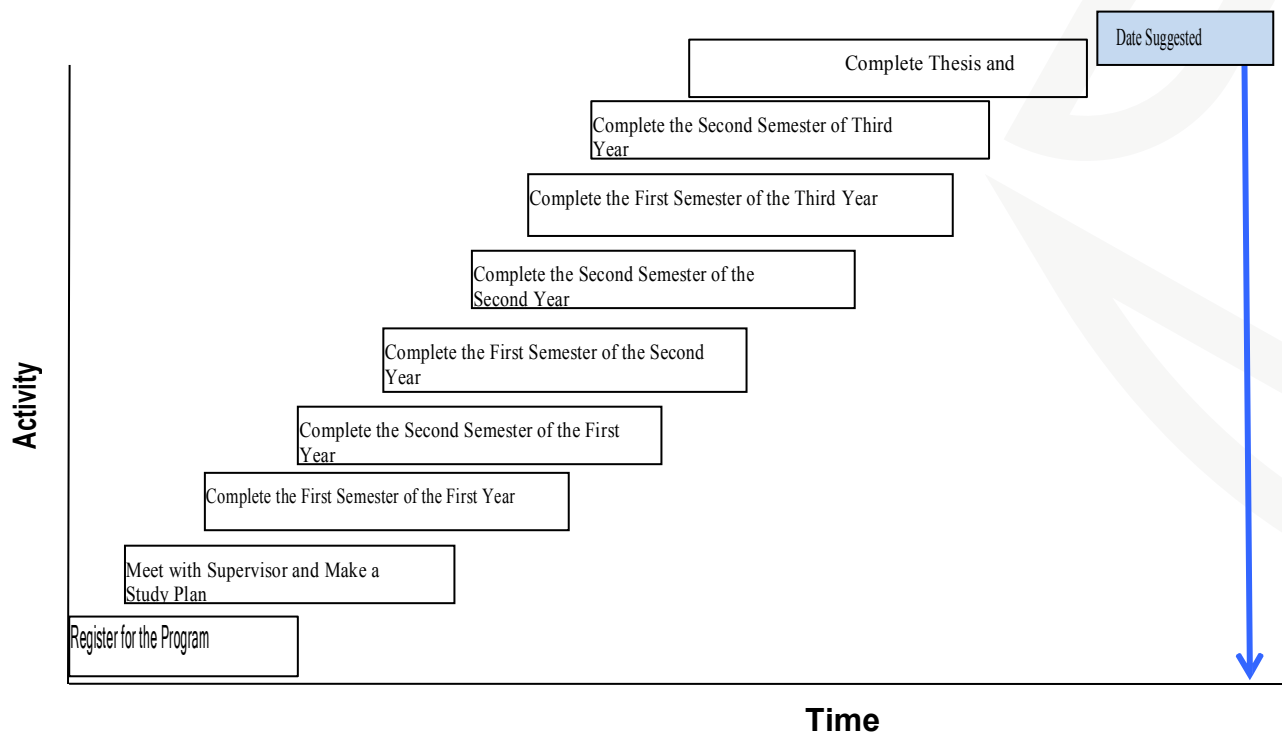 Date Suggested
Complete Thesis and
Complete the Second Semester of Third
Year
Complete the First Semester of the Third Year
Complete the Second Semester of the
Second Year
Complete the First Semester of the Second
Year
Complete the Second Semester of the First
Year
Complete the First Semester of the First Year
Meet with Supervisor and Make a
Study Plan
Register for the Program
Activity
Time